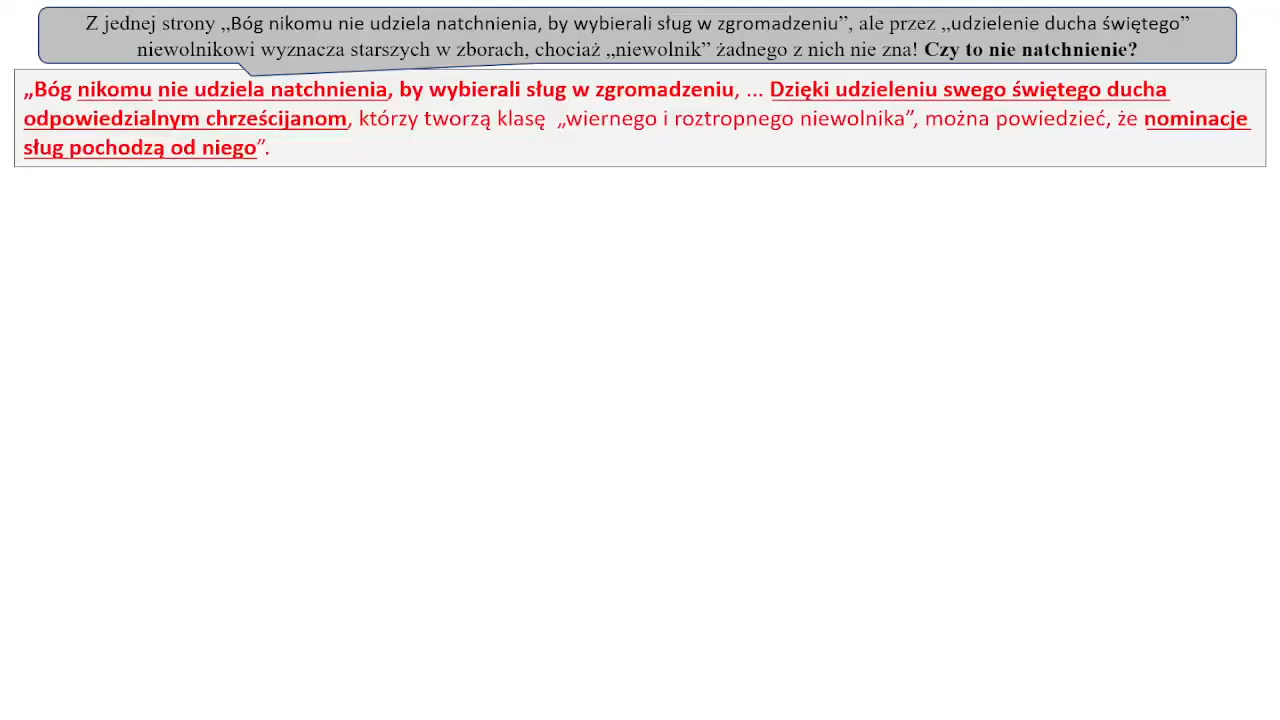 Z jednej strony „Bóg nikomu nie udziela natchnienia, by wybierali sług w zgromadzeniu”, ale przez „udzielenie ducha świętego”
niewolnikowi wyznacza starszych w zborach, chociaż „niewolnik” żadnego z nich nie zna! Czy to nie natchnienie?
„Bóg nikomu nie udziela natchnienia, by wybierali sług w zgromadzeniu, ... Dzięki udzieleniu swego świętego ducha
odpowiedzialnym chrześcijanom, którzy tworzą klasę „wiernego i roztropnego niewolnika”, można powiedzieć, że nominacje
sług pochodzą od niego”.